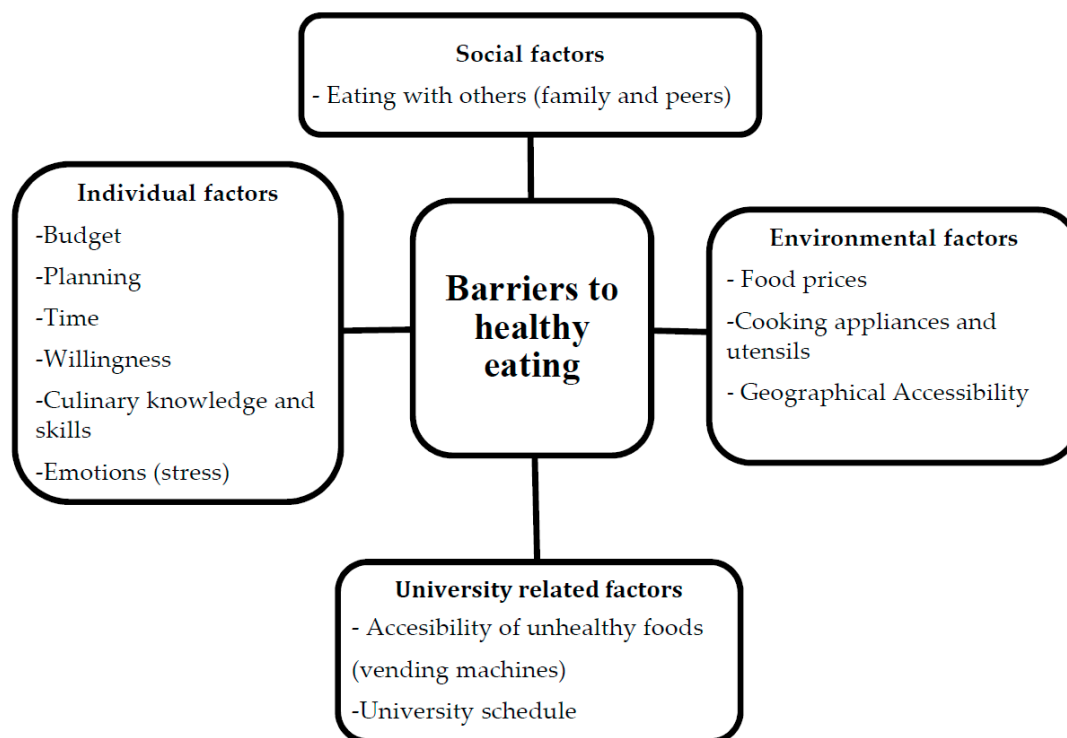 Social factors
- Eating with others (family and peers)
Individual factors
-Budget
-Planning
-Time
-Willingness
-Culinary knowledge and
skills
-Emotions (stress)
Barriers to
healthy
eating
Environmental factors
- Food prices
-Cooking appliances and
utensils
- Geographical Accessibility
University related factors
- Accesibility of unhealthy foods
(vending machines)
-University schedule